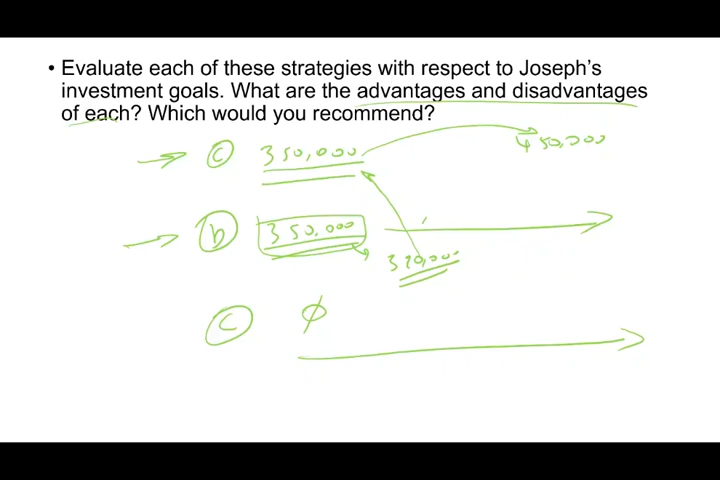 • Evaluate each of these strategies with respect to Joseph's
investment goals. What are the advantages and disadvantages
of each? Which would you recommend?
c 350,000 450,000
b 350,000
320,000
c ϕ